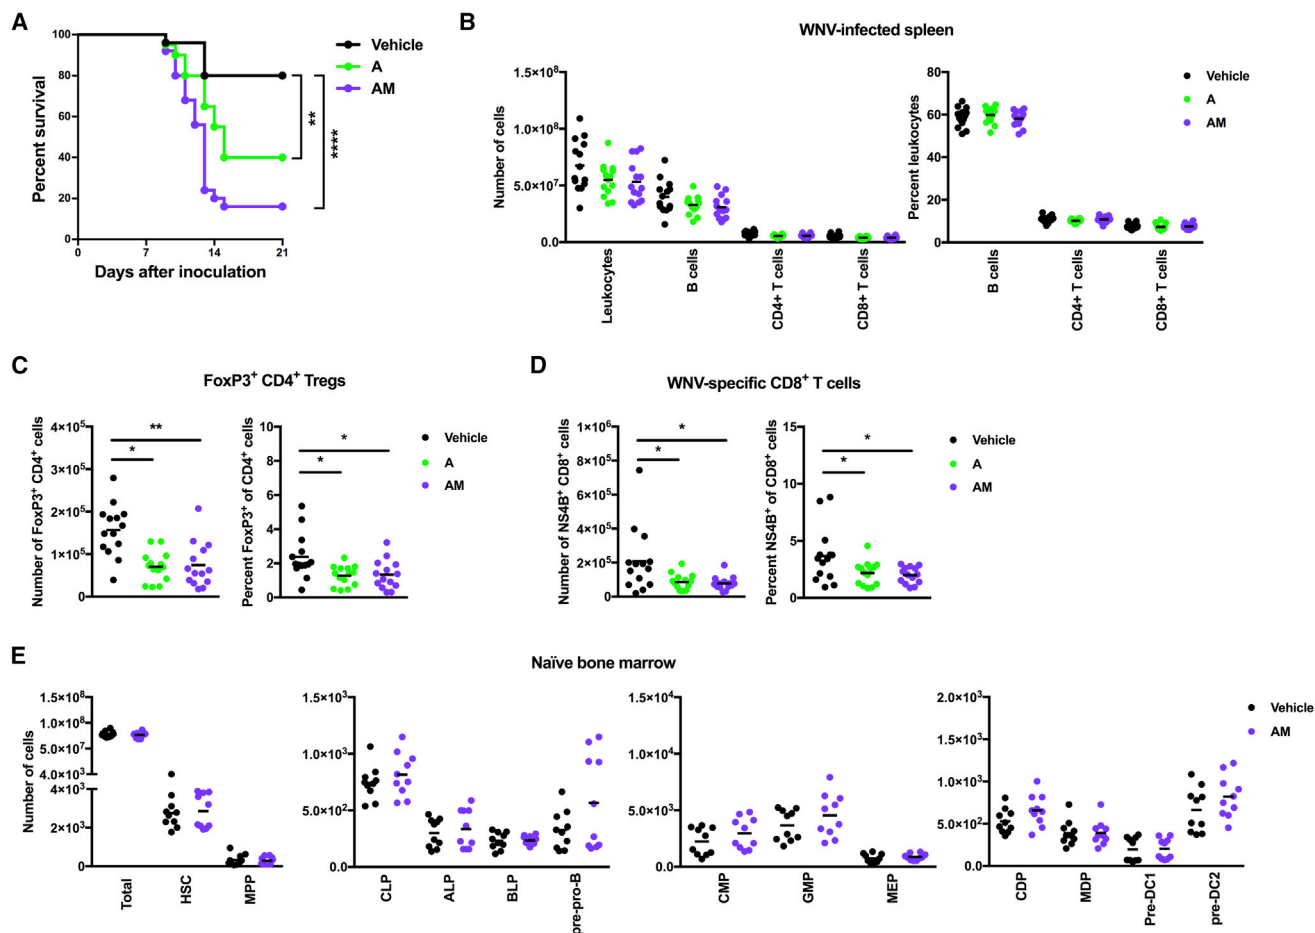 A
Percent survival
100
80
60
40
20
0
0
7
14
21
Days after inoculation
Vehicle
A
AM
**
****
B
WNV-infected spleen
Number of cells
1.5×10⁸
1.0×10⁸
5.0×10⁷
0.0
Leukocytes
B cells
CD4+ T cells
CD8+ T cells
Percent leukocytes
80
60
40
20
0
B cells
CD4+ T cells
CD8+ T cells
Vehicle
A
AM
C
FoxP3⁺ CD4⁺ Tregs
Number of FoxP3⁺ CD4⁺ cells
4×10⁵
3×10⁵
2×10⁵
1×10⁵
0
**
*
Percent FoxP3⁺ of CD4⁺ cells
10
8
6
4
2
0
*
*
Vehicle
A
AM
D
WNV-specific CD8⁺ T cells
Number of NS4B⁺ CD8⁺ cells
1×10⁶
8×10⁵
6×10⁵
4×10⁵
2×10⁵
0
*
*
Percent NS4B⁺ of CD8⁺ cells
15
10
5
0
*
*
Vehicle
A
AM
E
Naïve bone marrow
Number of cells
1.5×10⁸
1.0×10⁸
5.0×10⁷
4.0×10³
4×10³
2×10³
0
Total
HSC
MPP
1.5×10³
1.0×10³
5.0×10²
0.0
CLP
ALP
BLP
pre-pro-B
1.5×10⁴
1.0×10⁴
5.0×10³
0.0
CMP
GMP
MEP
2.0×10³
1.5×10³
1.0×10³
5.0×10²
0.0
CDP
MDP
Pre-DC1
pre-DC2
Vehicle
AM